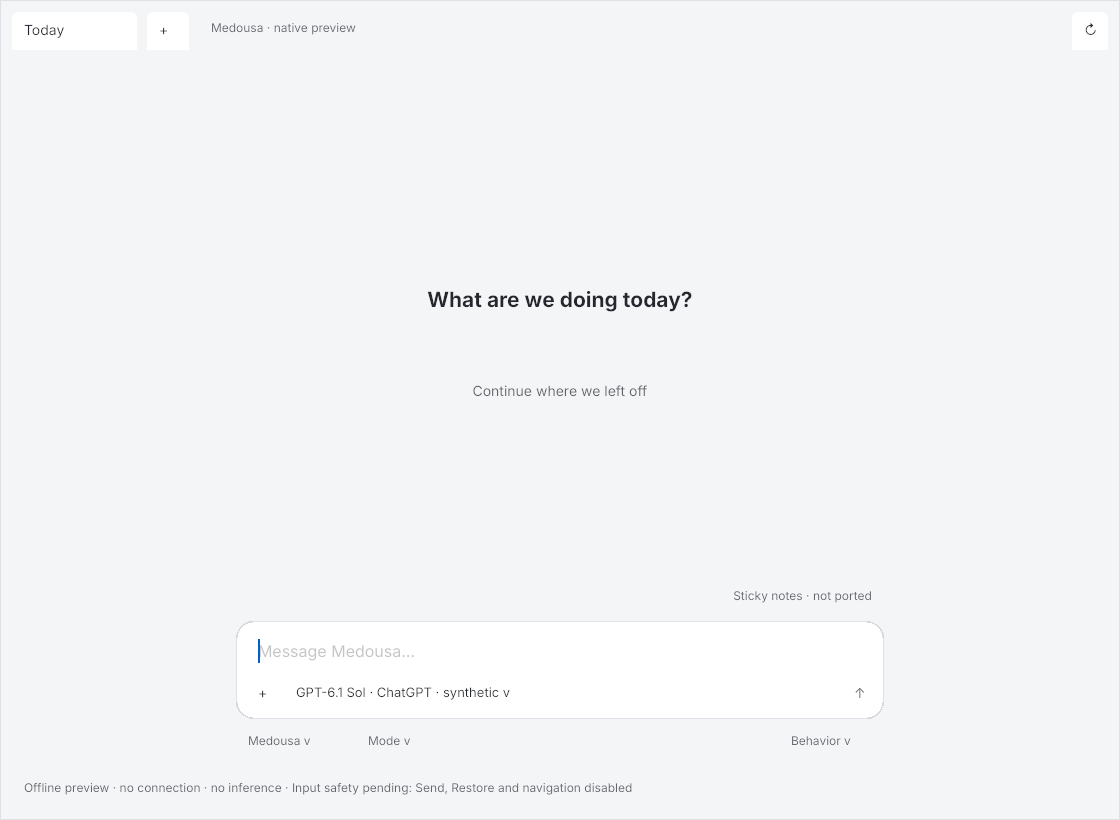 Today
+
Medousa · native preview
↻
What are we doing today?
Continue where we left off
Sticky notes · not ported
Message Medousa...
+ GPT-6.1 Sol · ChatGPT · synthetic v ↑
Medousa v Mode v Behavior v
Offline preview · no connection · no inference · Input safety pending: Send, Restore and navigation disabled